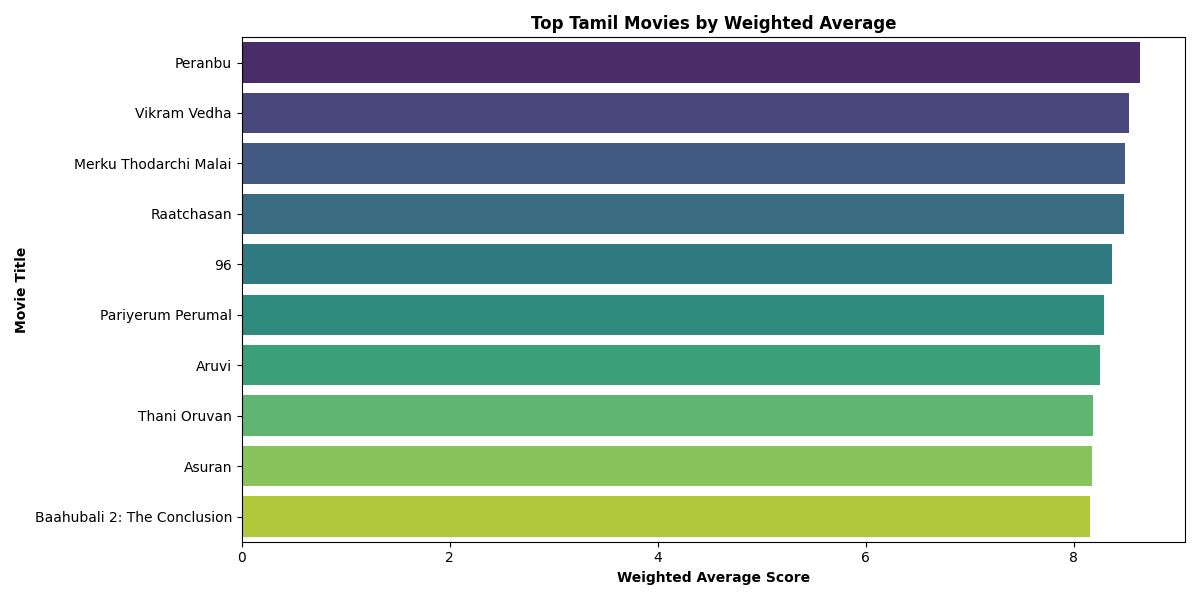 Top Tamil Movies by Weighted Average
Movie Title
Peranbu
Vikram Vedha
Merku Thodarchi Malai
Raatchasan
96
Pariyerum Perumal
Aruvi
Thani Oruvan
Asuran
Baahubali 2: The Conclusion
0 2 4 6 8
Weighted Average Score